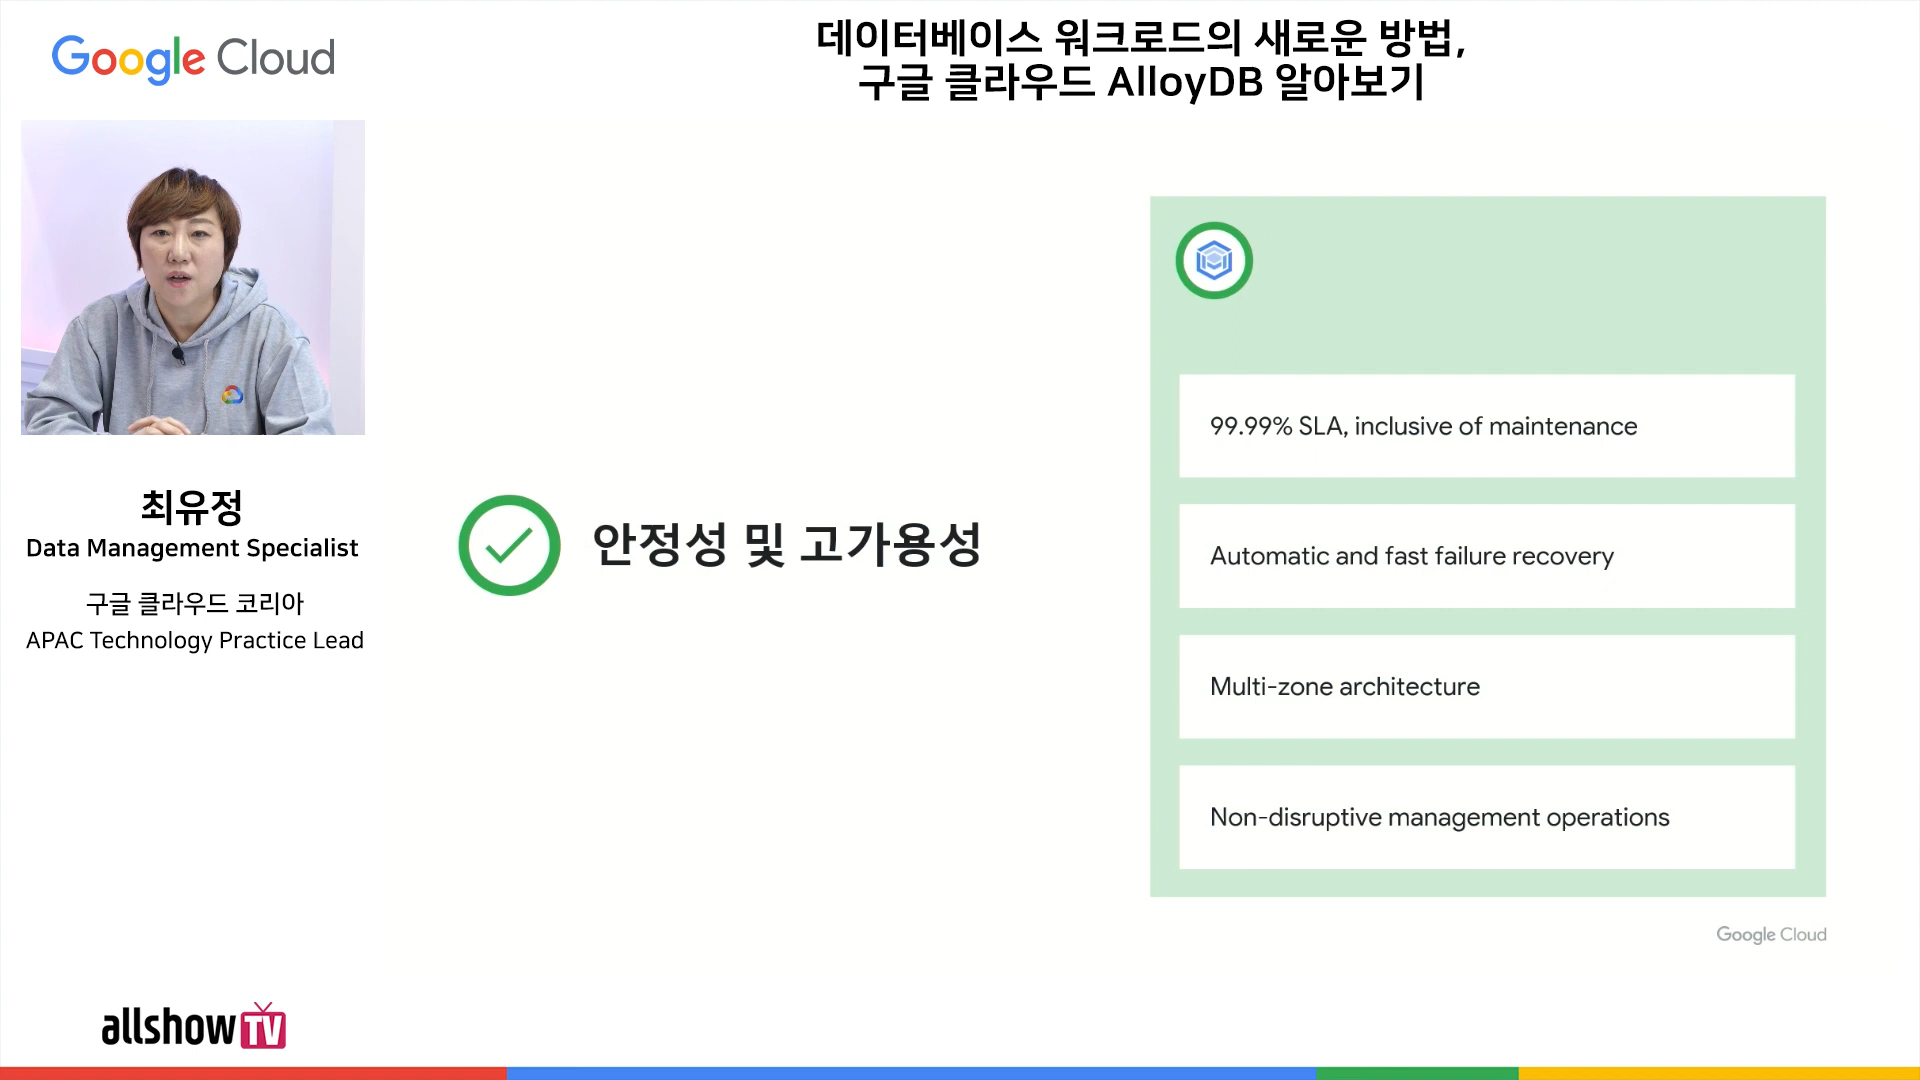 Google Cloud
데이터베이스 워크로드의 새로운 방법,
구글 클라우드 AlloyDB 알아보기
최유정
Data Management Specialist
구글 클라우드 코리아
APAC Technology Practice Lead
안정성 및 고가용성
99.99% SLA, inclusive of maintenance
Automatic and fast failure recovery
Multi-zone architecture
Non-disruptive management operations
Google Cloud
allshowTV